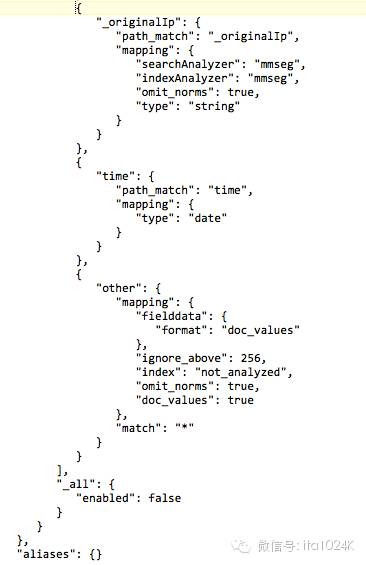 {
"_originalIp": {
"path_match": "_originalIp",
"mapping": {
"searchAnalyzer": "mmseg",
"indexAnalyzer": "mmseg",
"omit_norms": true,
"type": "string"
}
}
},
{
"time": {
"path_match": "time",
"mapping": {
"type": "date"
}
}
},
{
"other": {
"mapping": {
"fielddata": {
"format": "doc_values"
},
"ignore_above": 256,
"index": "not_analyzed",
"omit_norms": true,
"doc_values": true
},
"match": "*"
}
}
],
"_all": {
"enabled": false
}
}
},
"aliases": {}
微信号: ita1024K